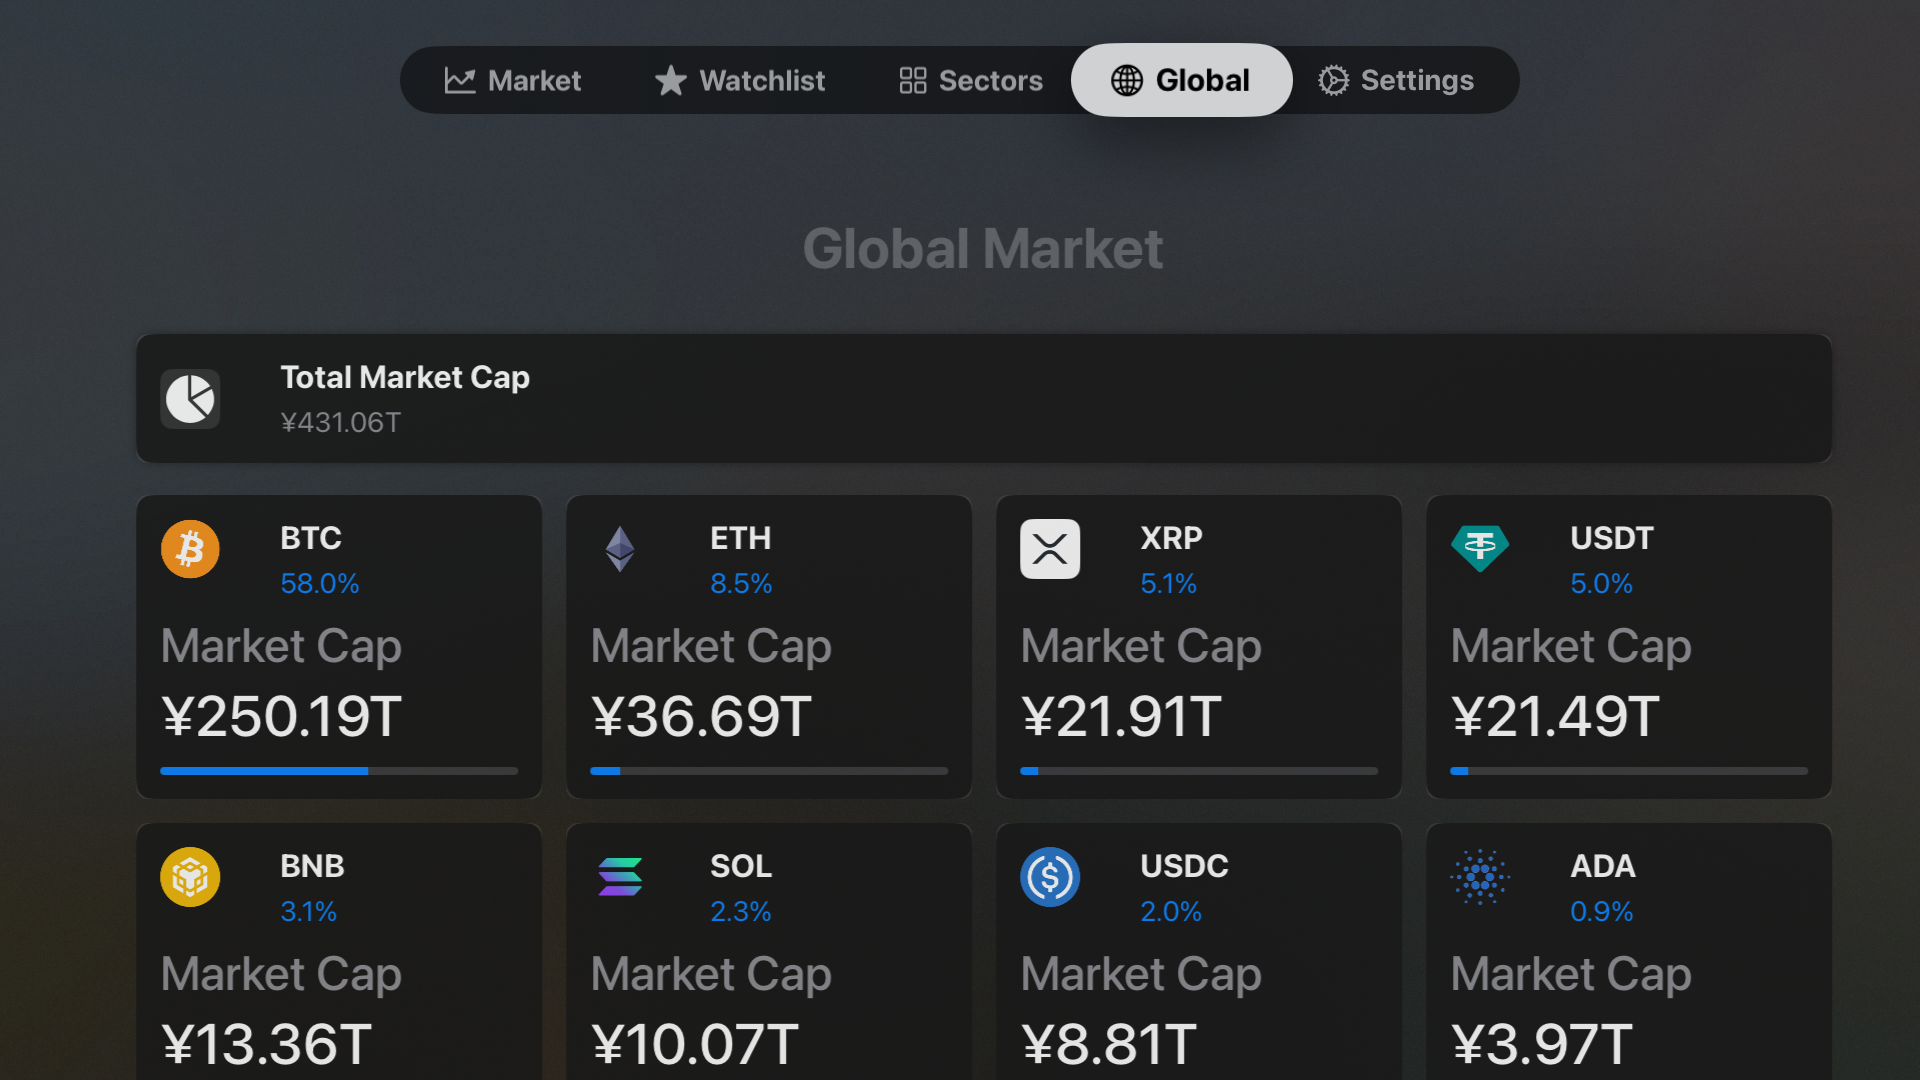 Market
Watchlist
Sectors
Global
Settings
Global Market
Total Market Cap
¥431.06T
BTC
58.0%
Market Cap
¥250.19T
ETH
8.5%
Market Cap
¥36.69T
XRP
5.1%
Market Cap
¥21.91T
USDT
5.0%
Market Cap
¥21.49T
BNB
3.1%
Market Cap
¥13.36T
SOL
2.3%
Market Cap
¥10.07T
USDC
2.0%
Market Cap
¥8.81T
ADA
0.9%
Market Cap
¥3.97T